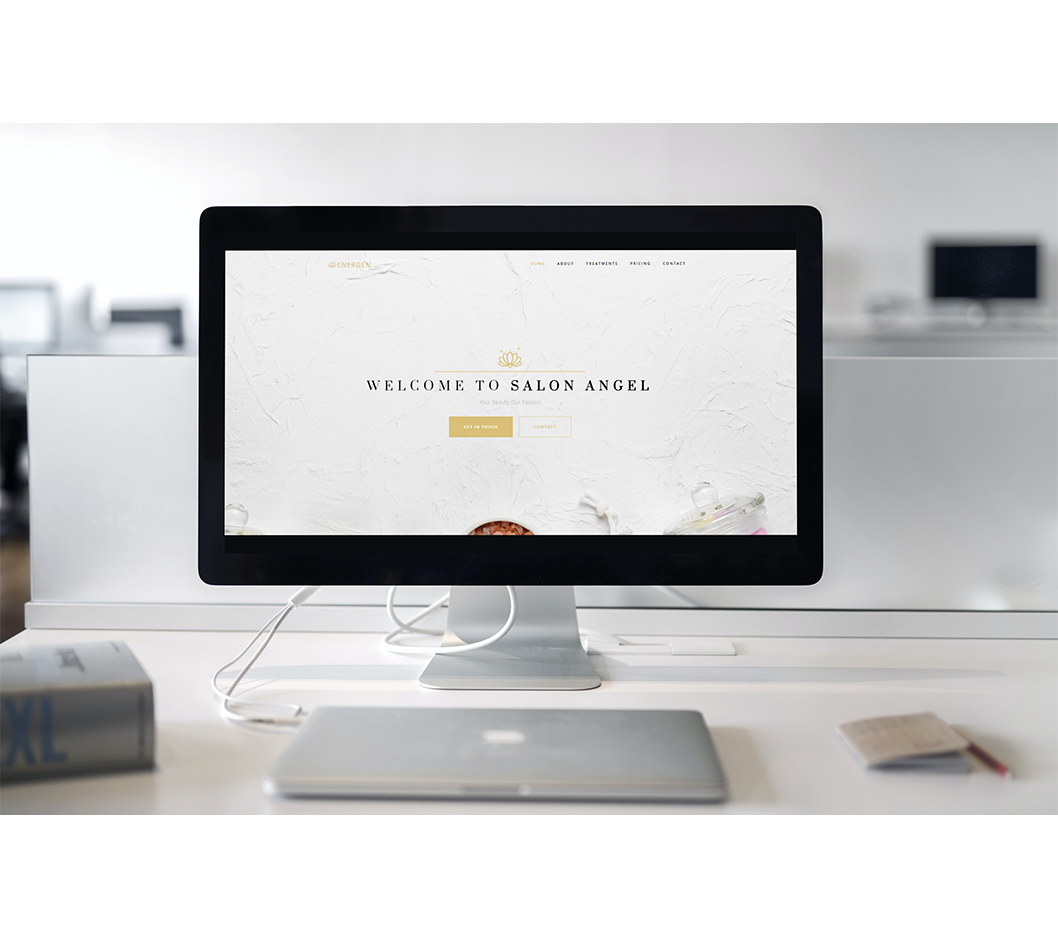 ENERGEN
HOME ABOUT TREATMENTS PRICING CONTACT
WELCOME TO SALON ANGEL
Your Beauty, Our Passion
GET IN TOUCH CONTACT
XL